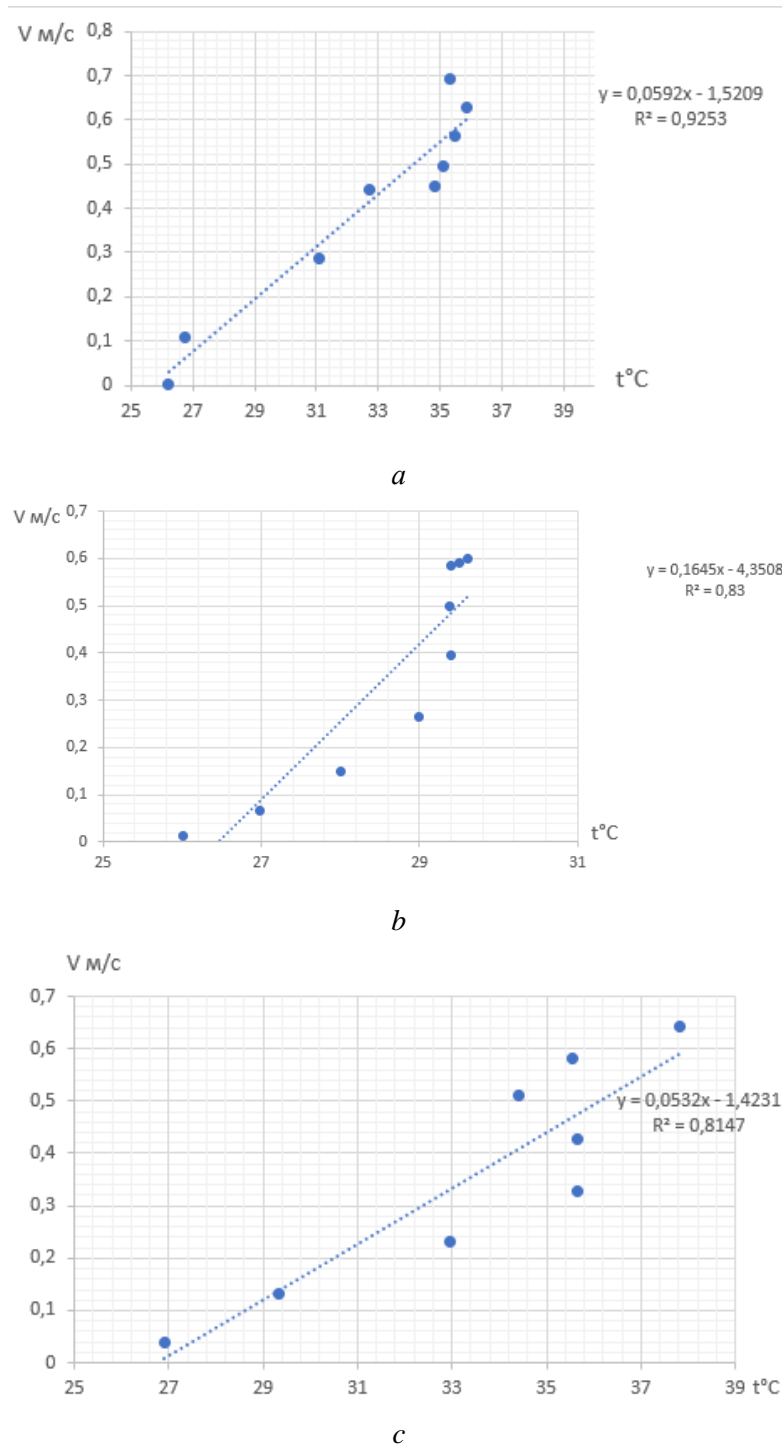 V м/с
0,8
0,7
0,6
0,5
0,4
0,3
0,2
0,1
0
y = 0,0592x - 1,5209
R² = 0,9253
25 27 29 31 33 35 37 39
t°C
a
V м/с
0,7
0,6
0,5
0,4
0,3
0,2
0,1
0
y = 0,1645x - 4,3508
R² = 0,83
t°C
25 27 29 31
b
V м/с
0,7
0,6
0,5
0,4
0,3
0,2
0,1
0
y = 0,0532x - 1,4231
R² = 0,8147
25 27 29 31 33 35 37 39 t°C
c